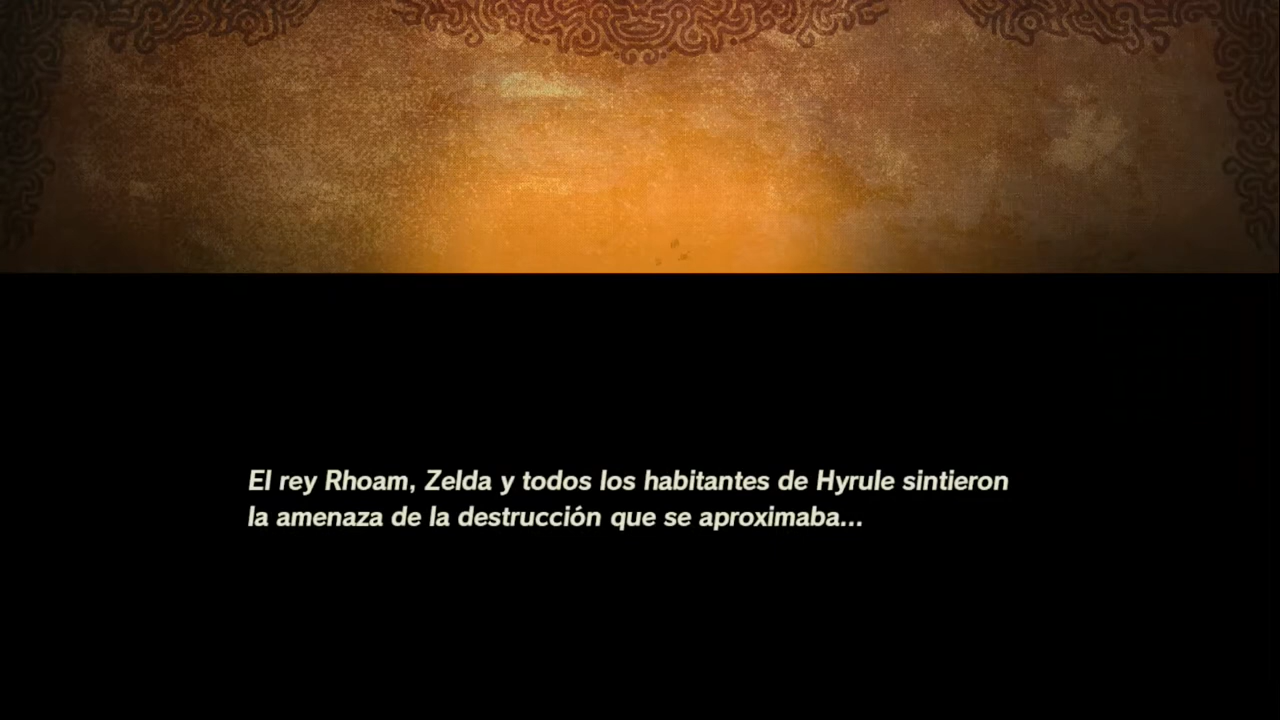 El rey Rhoam, Zelda y todos los habitantes de Hyrule sintieron
la amenaza de la destrucción que se aproximaba...